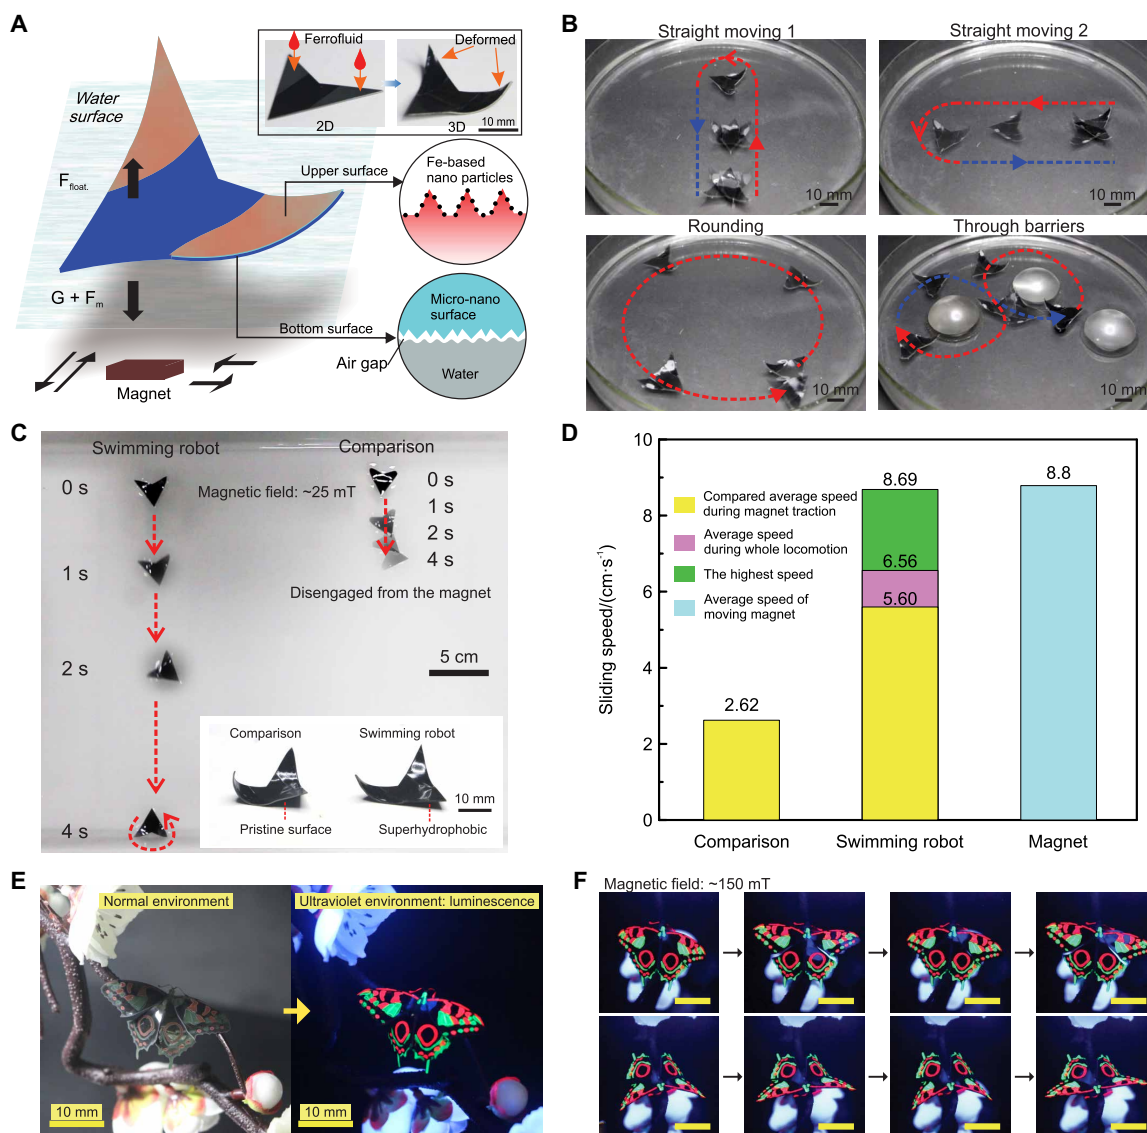 A
Water
surface
Ferrofluid
Deformed
2D
3D
10 mm
F float.
Upper surface
Fe-based
nano particles
G + F m
Bottom surface
Micro-nano
surface
Air gap
Water
Magnet
B
Straight moving 1
10 mm
Straight moving 2
10 mm
Rounding
10 mm
Through barriers
10 mm
C
Swimming robot
Comparison
0 s
Magnetic field: ~25 mT
0 s
1 s
2 s
4 s
1 s
Disengaged from the magnet
2 s
5 cm
Comparison
Swimming robot
10 mm
Pristine surface
Superhydrophobic
4 s
D
Sliding speed/(cm·s⁻¹)
10
8
6
4
2
0
Compared average speed
during magnet traction
Average speed
during whole locomotion
The highest speed
Average speed of
moving magnet
2.62
8.69
6.56
5.60
8.8
Comparison
Swimming robot
Magnet
E
Normal environment
Ultraviolet environment: luminescence
10 mm
10 mm
F
Magnetic field: ~150 mT